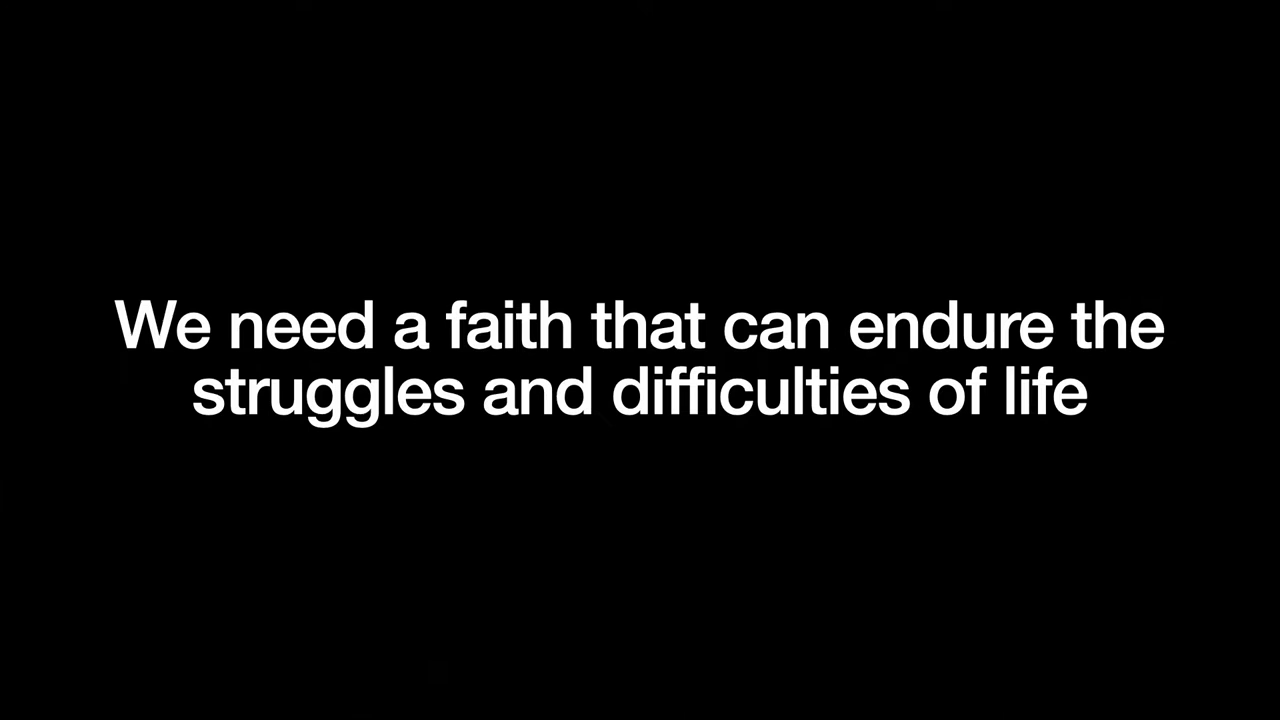 We need a faith that can endure the
struggles and difficulties of life